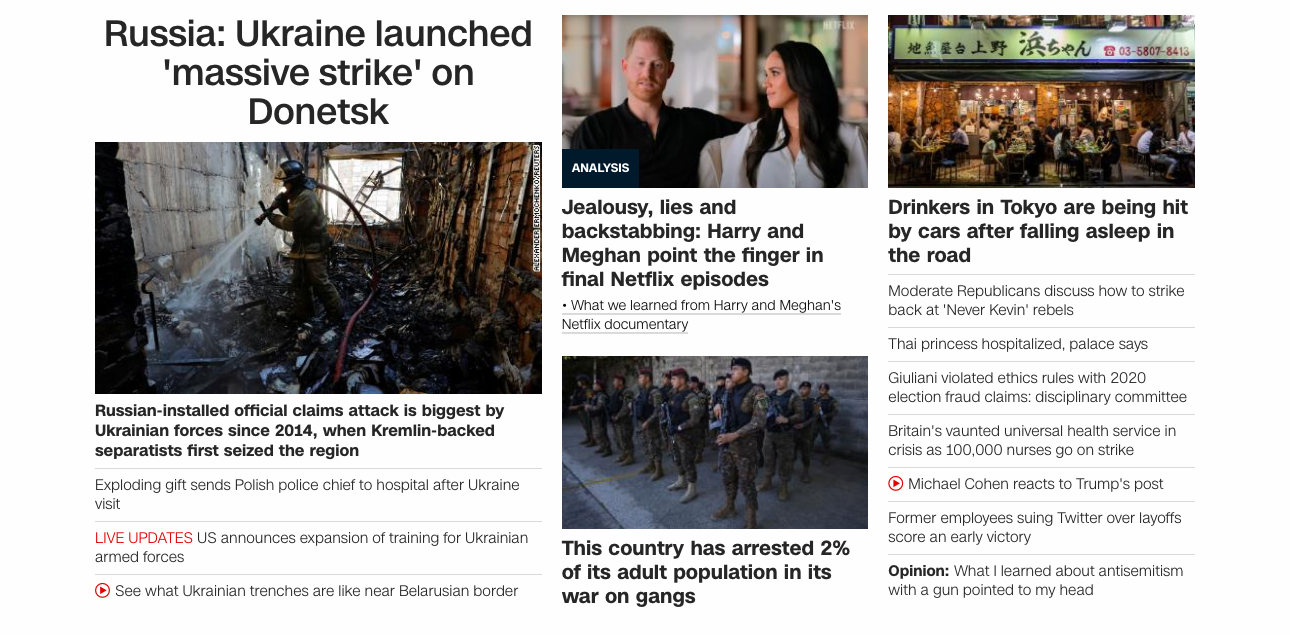 Russia: Ukraine launched
'massive strike' on
Donetsk
ALEXANDER ERMOCHENKO/REUTERS
Russian-installed official claims attack is biggest by
Ukrainian forces since 2014, when Kremlin-backed
separatists first seized the region
Exploding gift sends Polish police chief to hospital after Ukraine
visit
LIVE UPDATES US announces expansion of training for Ukrainian
armed forces
See what Ukrainian trenches are like near Belarusian border
NETFLIX
ANALYSIS
Jealousy, lies and
backstabbing: Harry and
Meghan point the finger in
final Netflix episodes
• What we learned from Harry and Meghan's
Netflix documentary
This country has arrested 2%
of its adult population in its
war on gangs
地魚屋台 上野 浜ちゃん ☎ 03-5807-8413
Drinkers in Tokyo are being hit
by cars after falling asleep in
the road
Moderate Republicans discuss how to strike
back at 'Never Kevin' rebels
Thai princess hospitalized, palace says
Giuliani violated ethics rules with 2020
election fraud claims: disciplinary committee
Britain's vaunted universal health service in
crisis as 100,000 nurses go on strike
Michael Cohen reacts to Trump's post
Former employees suing Twitter over layoffs
score an early victory
Opinion: What I learned about antisemitism
with a gun pointed to my head